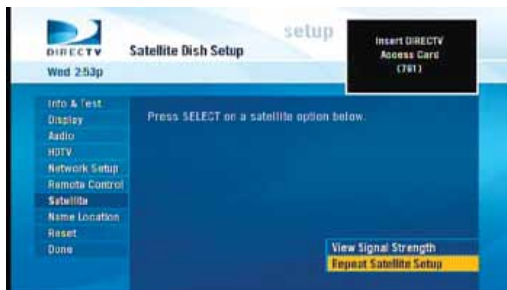 DIRECTV
Satellite Dish Setup
setup
Insert DIRECTV
Access Card
(761)
Wed 2:53p
Info & Test
Display
Audio
HDTV
Network Setup
Remote Control
Satellite
Name Location
Reset
Done
Press SELECT on a satellite option below.
View Signal Strength
Repeat Satellite Setup